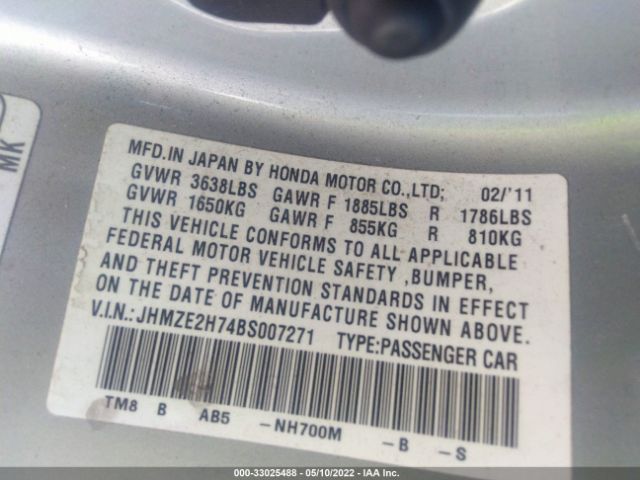 MK
MFD.IN JAPAN BY HONDA MOTOR CO.,LTD; 02/'11
GVWR 3638LBS GAWR F 1885LBS R 1786LBS
GVWR 1650KG GAWR F 855KG R 810KG
THIS VEHICLE CONFORMS TO ALL APPLICABLE
FEDERAL MOTOR VEHICLE SAFETY ,BUMPER,
AND THEFT PREVENTION STANDARDS IN EFFECT
ON THE DATE OF MANUFACTURE SHOWN ABOVE.
V.I.N.:JHMZE2H74BS007271 TYPE:PASSENGER CAR
TM8 B AB5 -NH700M -B -S
000-33025488 - 05/10/2022 - IAA Inc.